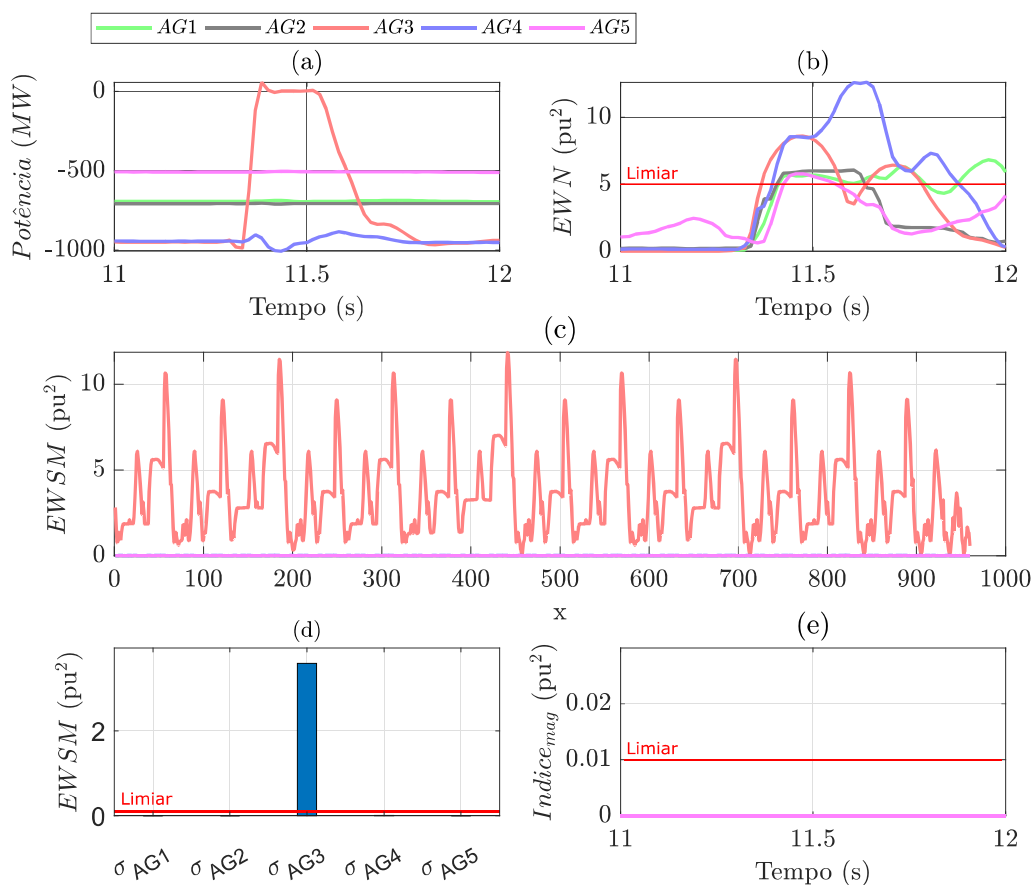 AG1 AG2 AG3 AG4 AG5
(a)
Potência (MW)
0
-500
-1000
11 11.5 12
Tempo (s)
(b)
EWN (pu²)
10
5
0
Limiar
11 11.5 12
Tempo (s)
(c)
EWSM (pu²)
10
5
0
0 100 200 300 400 500 600 700 800 900 1000
x
(d)
EWSM (pu²)
2
0
Limiar
σ AG1 σ AG2 σ AG3 σ AG4 σ AG5
(e)
Indice_mag (pu²)
0.02
0.01
0
Limiar
11 11.5 12
Tempo (s)